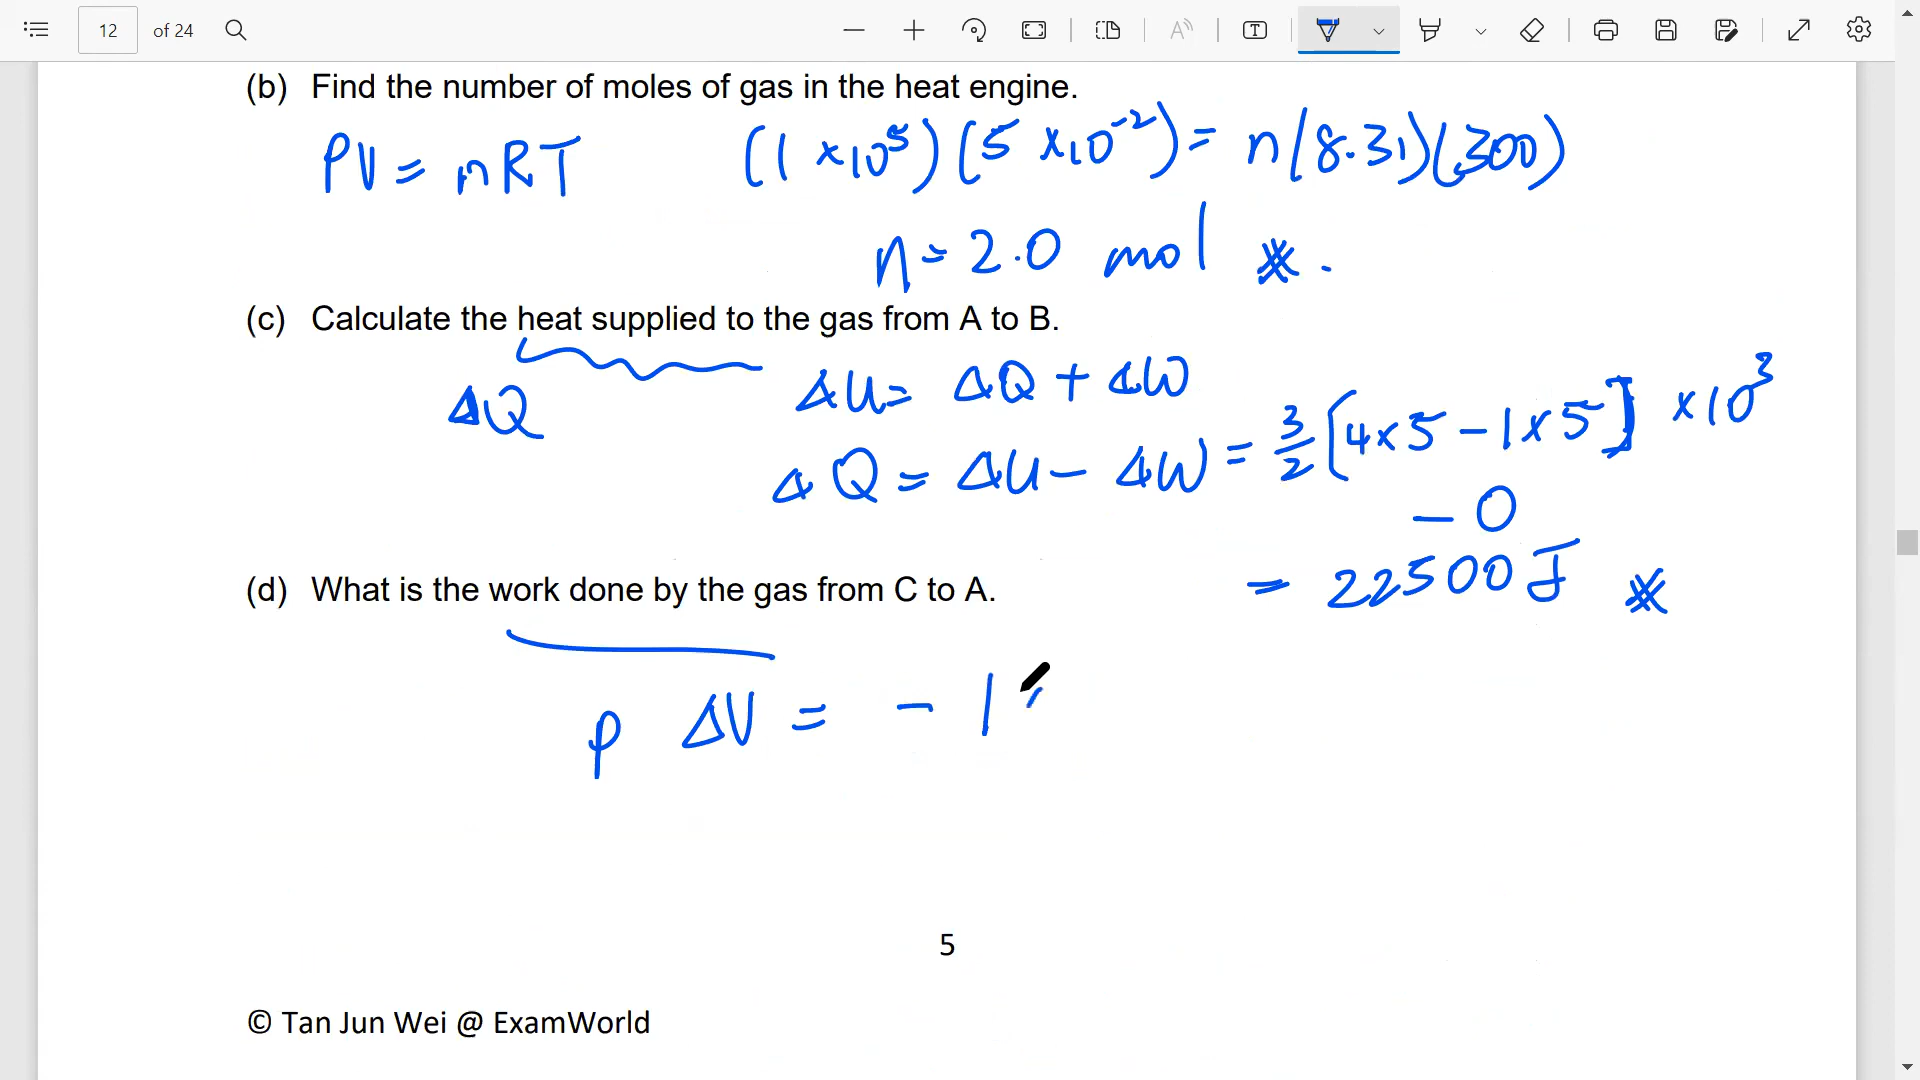 12 of 24
(b) Find the number of moles of gas in the heat engine.
PV = nRT (1 ×10⁵)(5 ×10⁻²) = n(8.31)(300)
n = 2.0 mol
(c) Calculate the heat supplied to the gas from A to B.
ΔQ
ΔU = ΔQ + ΔW
ΔQ = ΔU − ΔW = 3/2 [4×5 − 1×5] ×10³
− 0
= 22500 J
(d) What is the work done by the gas from C to A.
p ΔV = − 1
5
© Tan Jun Wei @ ExamWorld